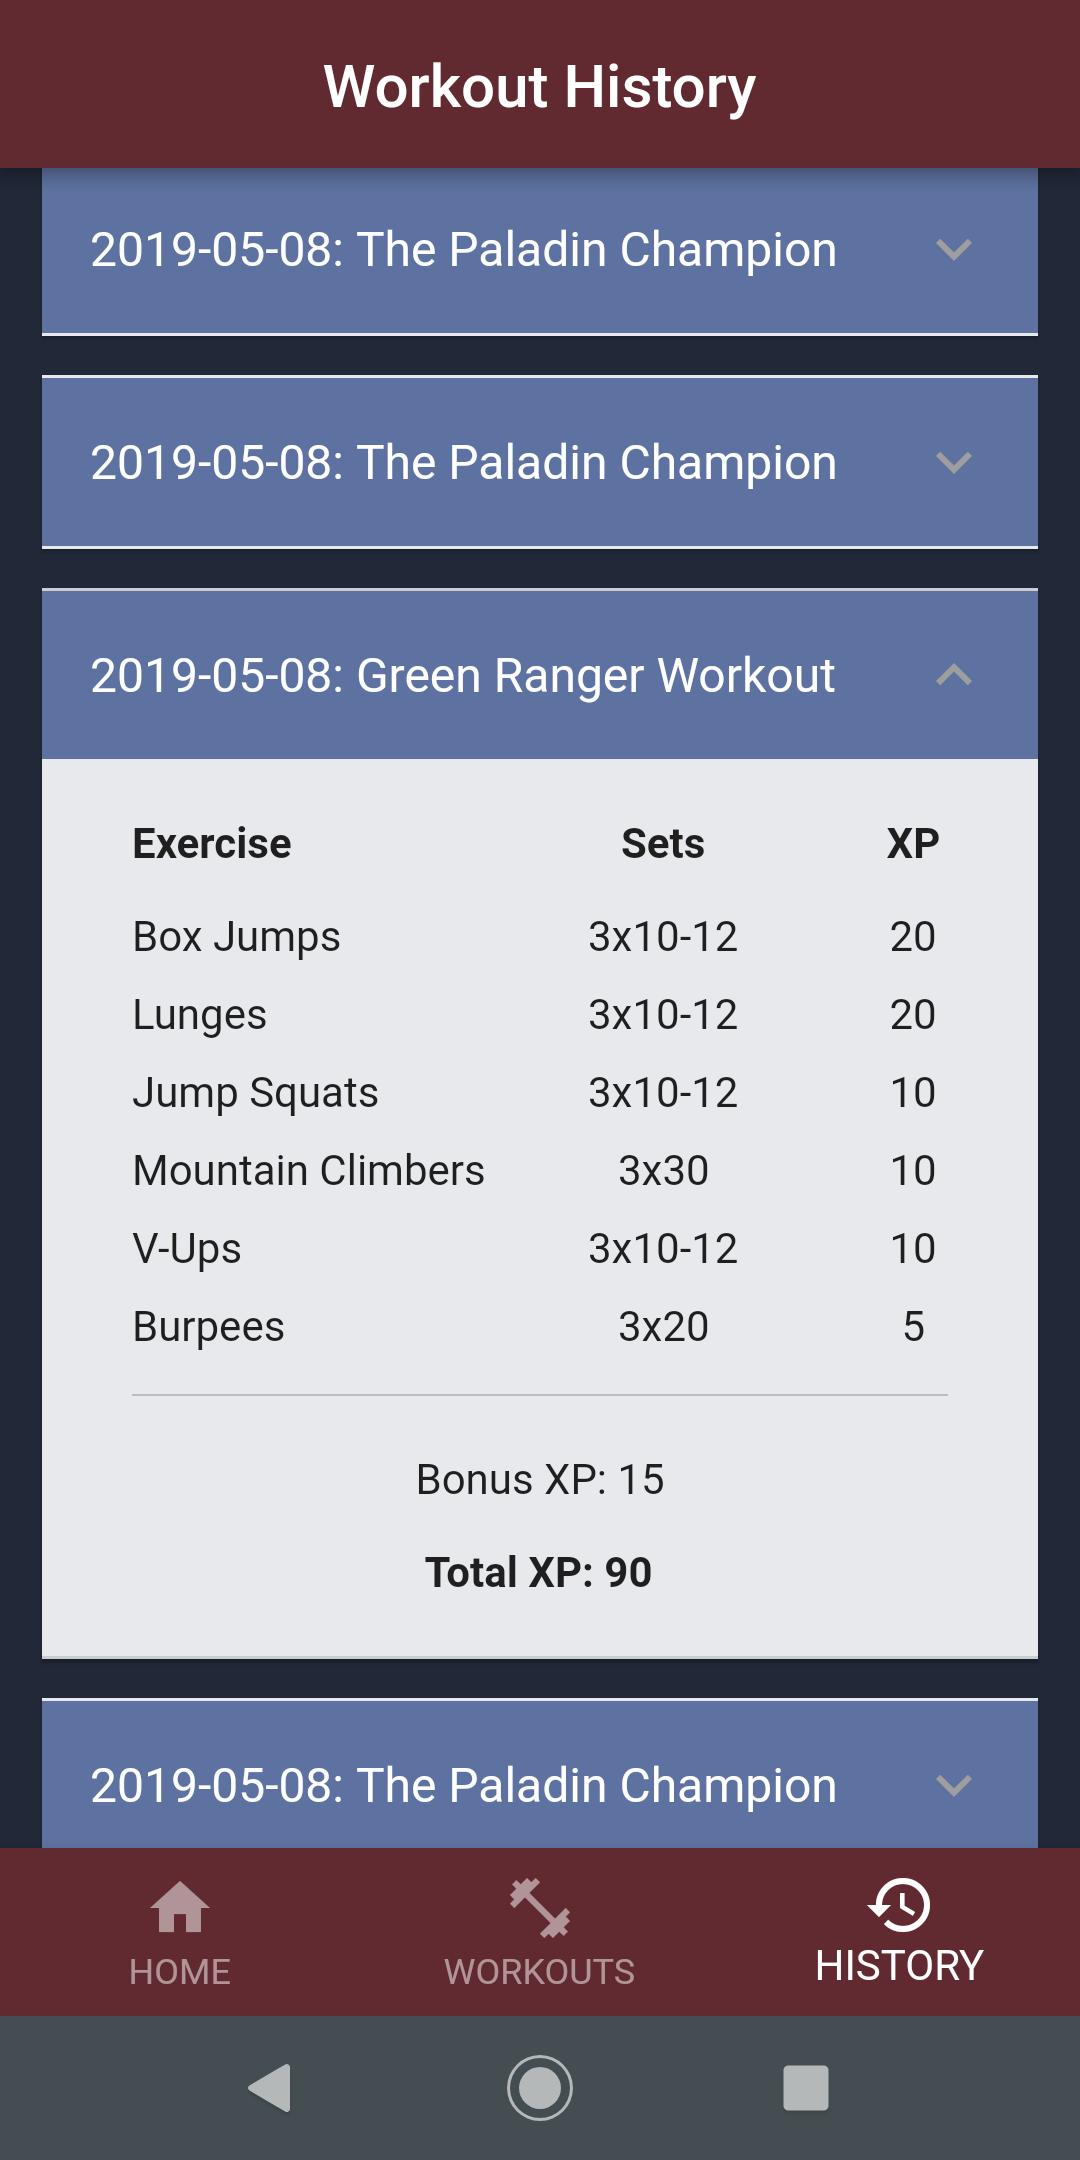 Workout History
2019-05-08: The Paladin Champion
2019-05-08: The Paladin Champion
2019-05-08: Green Ranger Workout
Exercise Sets XP
Box Jumps 3x10-12 20
Lunges 3x10-12 20
Jump Squats 3x10-12 10
Mountain Climbers 3x30 10
V-Ups 3x10-12 10
Burpees 3x20 5
Bonus XP: 15
Total XP: 90
2019-05-08: The Paladin Champion
HOME WORKOUTS HISTORY